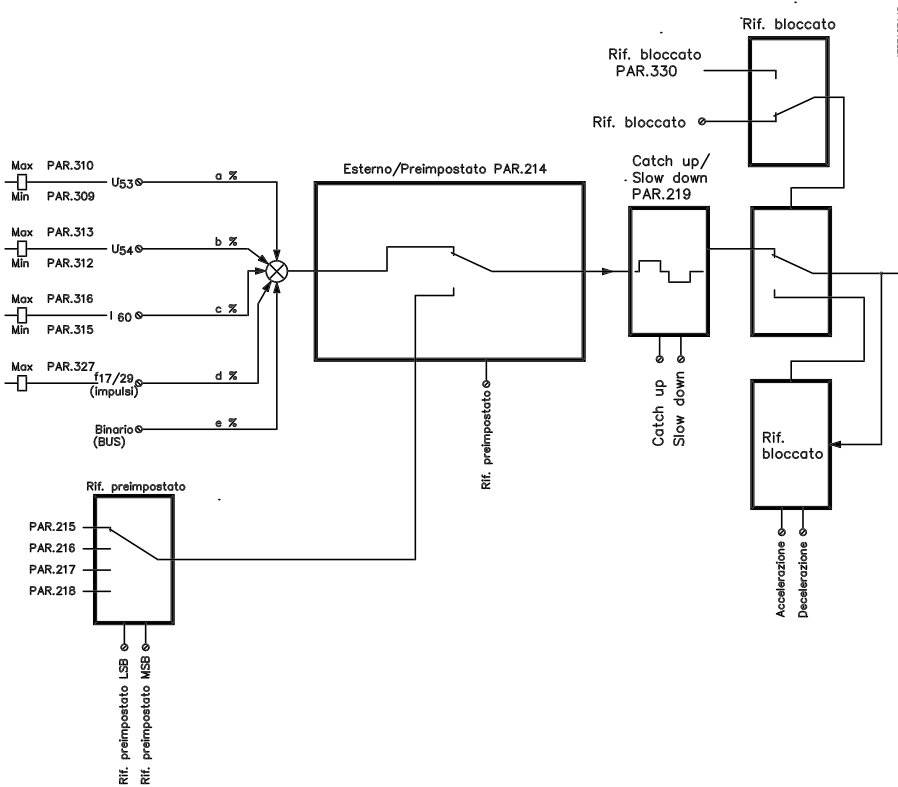 Rif. bloccato
Rif. bloccato
PAR.330
Rif. bloccato
Max PAR.310
U53
a %
Min PAR.309
Max PAR.313
U54
b %
Min PAR.312
Max PAR.316
I 60
c %
Min PAR.315
Max PAR.327
f17/29
(impulsi)
d %
Binario
(BUS)
e %
Esterno/Preimpostato PAR.214
Catch up/
Slow down
PAR.219
Rif. preimpostato
Catch up
Slow down
Rif.
bloccato
Accelerazione
Decelerazione
Rif. preimpostato
PAR.215
PAR.216
PAR.217
PAR.218
Rif. preimpostato LSB
Rif. preimpostato MSB